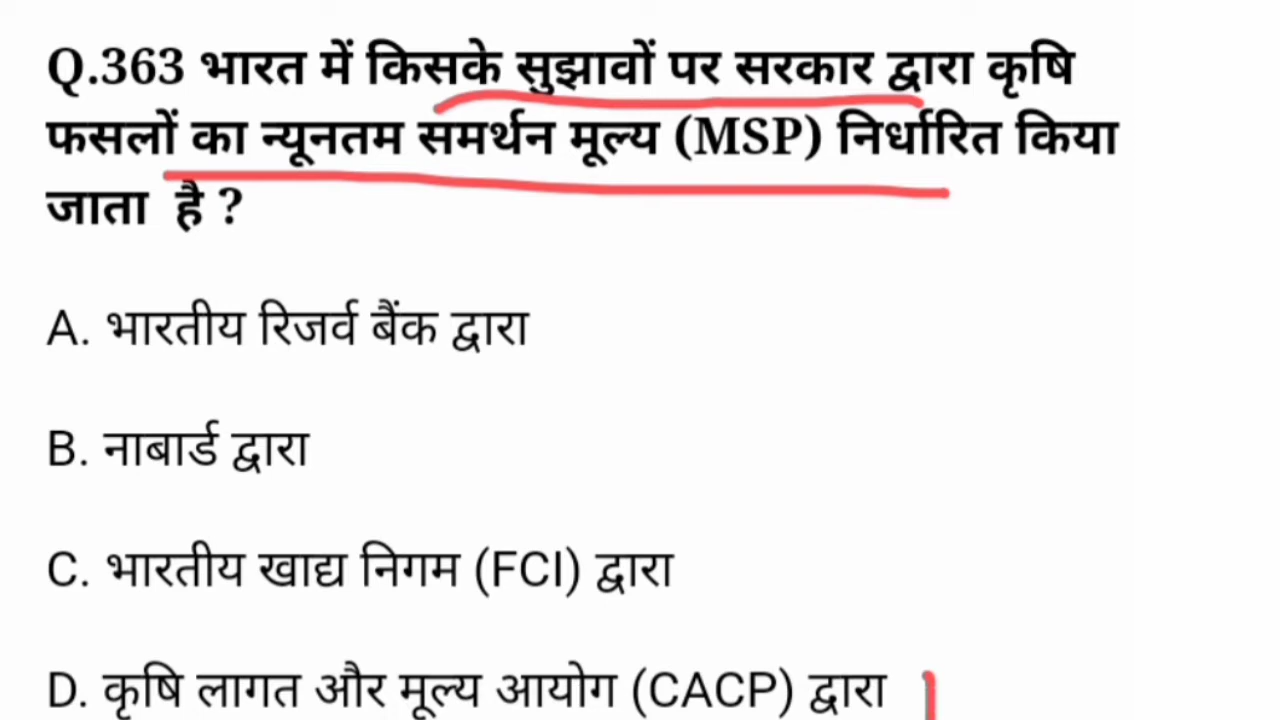 Q.363 भारत में किसके सुझावों पर सरकार द्वारा कृषि
फसलों का न्यूनतम समर्थन मूल्य (MSP) निर्धारित किया
जाता है ?
A. भारतीय रिजर्व बैंक द्वारा
B. नाबार्ड द्वारा
C. भारतीय खाद्य निगम (FCI) द्वारा
D. कृषि लागत और मूल्य आयोग (CACP) द्वारा